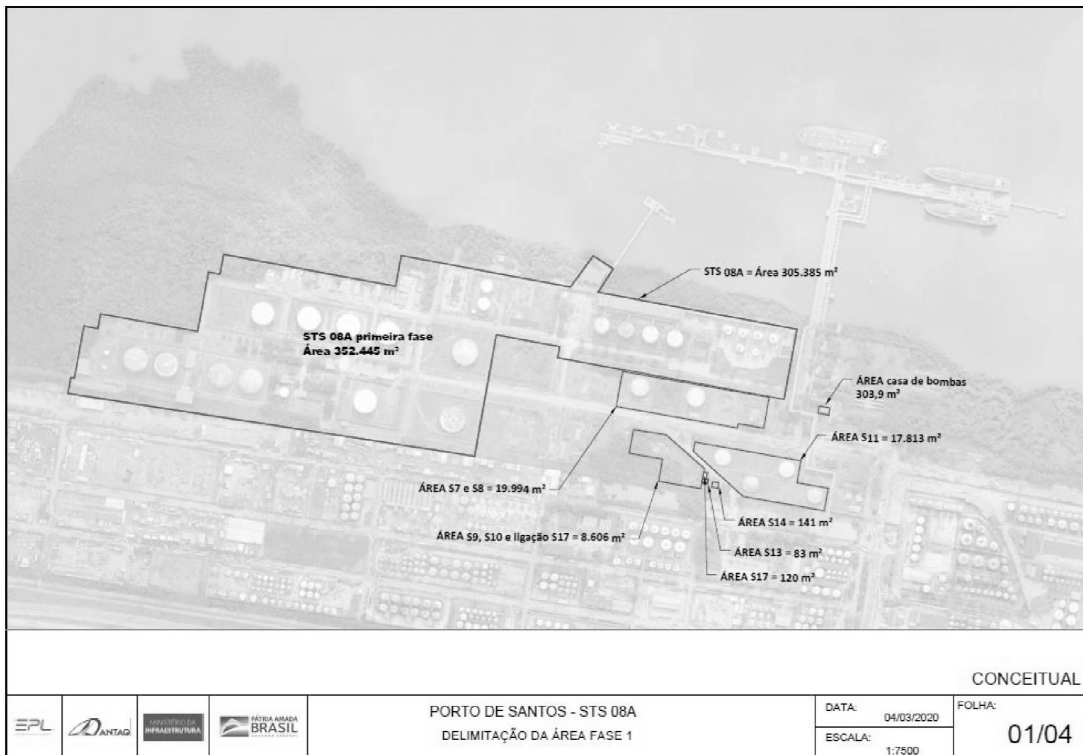 STS 08A = Área 305.385 m²
STS 08A primeira fase
Área 352.445 m²
ÁREA casa de bombas
303,9 m²
ÁREA S11 = 17.813 m²
ÁREA S7 e S8 = 19.994 m²
ÁREA S14 = 141 m²
ÁREA S9, S10 e ligação S17 = 8.606 m²
ÁREA S13 = 83 m²
ÁREA S17 = 120 m²
CONCEITUAL
EPL
ANTAQ
MINISTÉRIO DA
INFRAESTRUTURA
PÁTRIA AMADA
BRASIL
PORTO DE SANTOS - STS 08A
DELIMITAÇÃO DA ÁREA FASE 1
DATA:
04/03/2020
ESCALA:
1:7500
FOLHA:
01/04